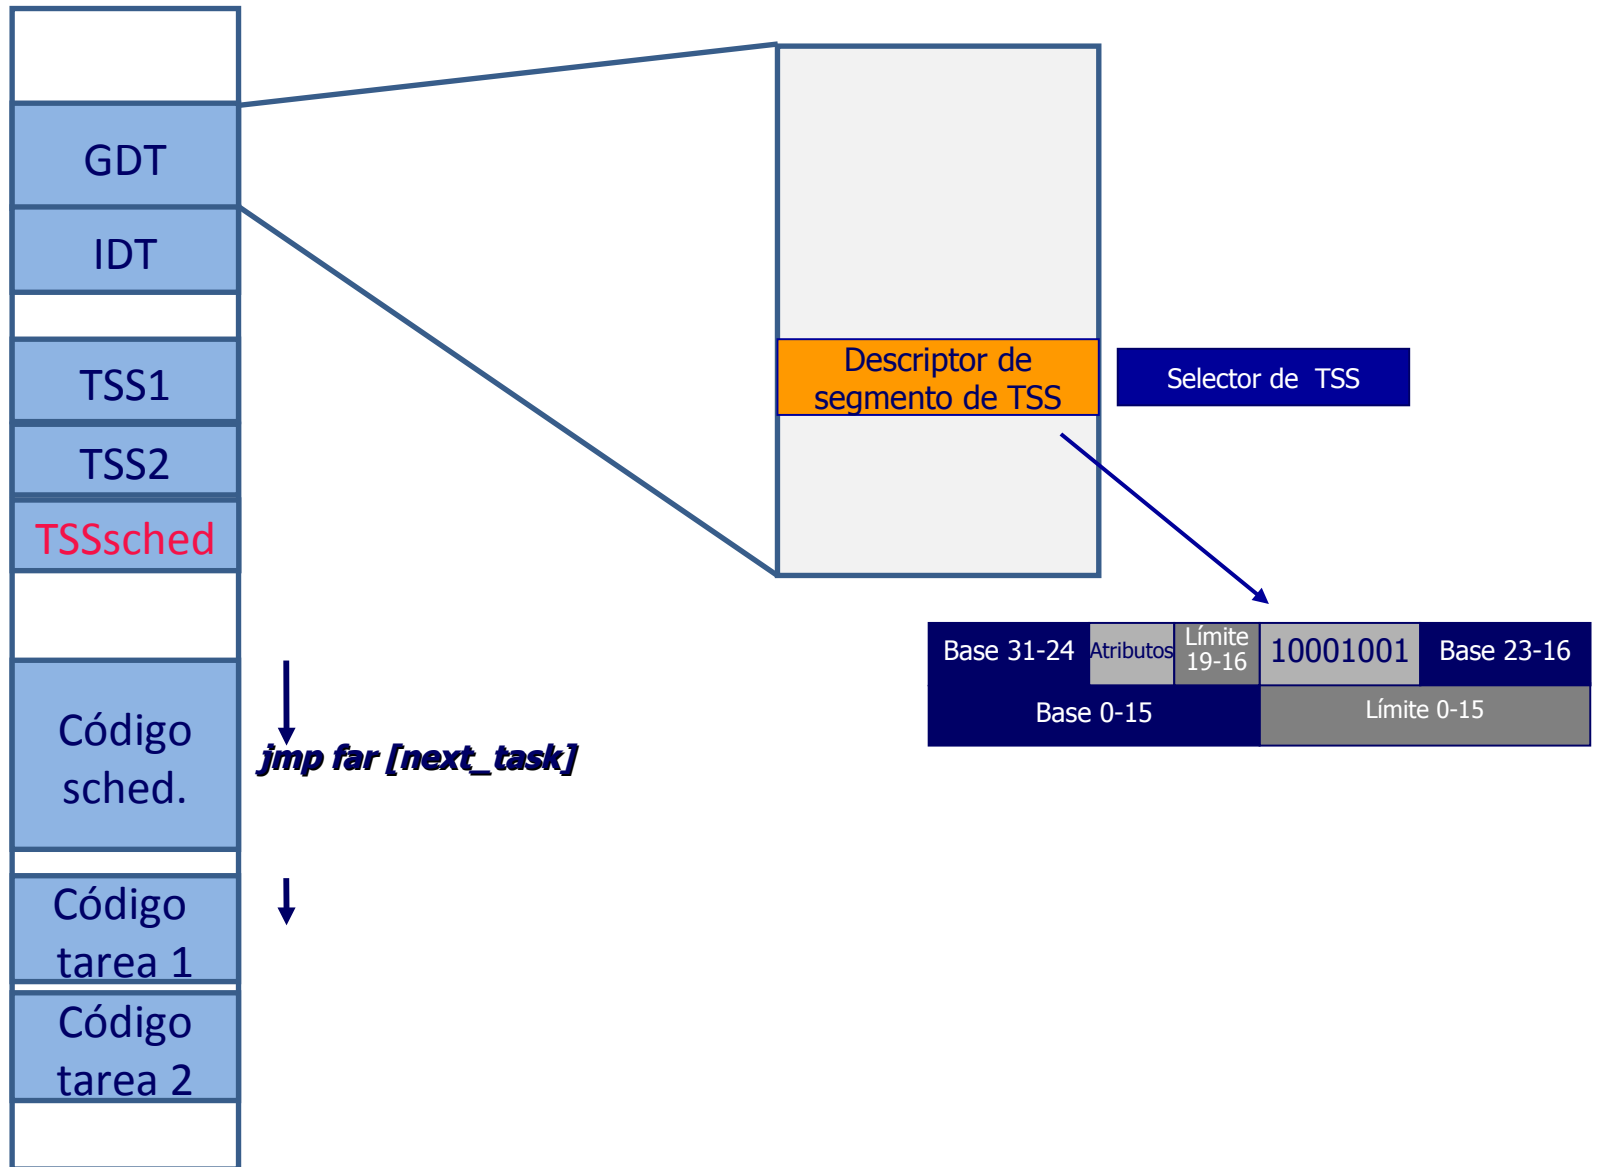 GDT
IDT
TSS1
TSS2
TSSsched
Código
sched.
Código
tarea 1
Código
tarea 2
jmp far [next_task]
Descriptor de
segmento de TSS
Selector de TSS
Base 31-24
Atributos
Límite
19-16
10001001
Base 23-16
Base 0-15
Límite 0-15